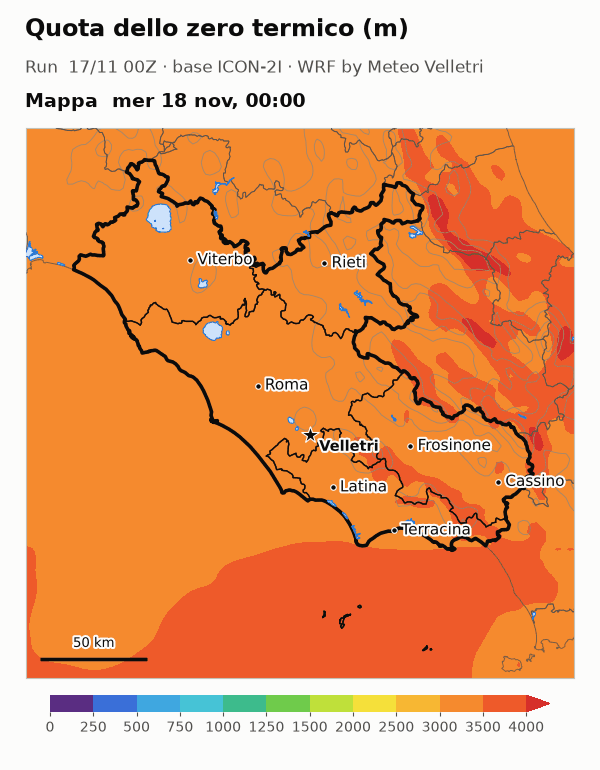 Quota dello zero termico (m)
Run  17/11 00Z · base ICON-2I · WRF by Meteo Velletri
Mappa  mer 18 nov, 00:00
Viterbo
Rieti
Roma
Velletri
Frosinone
Latina
Cassino
Terracina
50 km
0 250 500 750 1000 1250 1500 2000 2500 3000 3500 4000